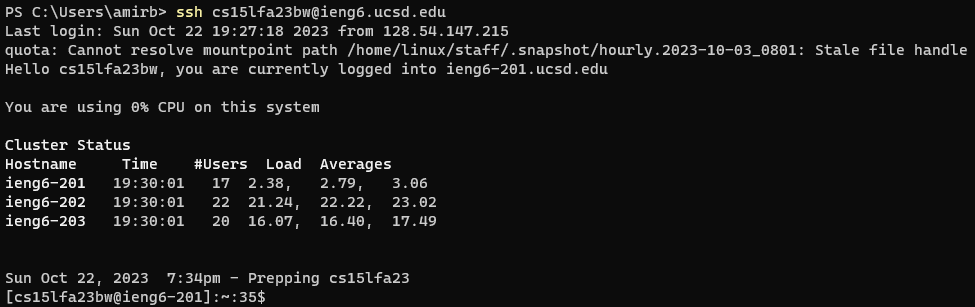 PS C:\Users\amirb> ssh cs15lfa23bw@ieng6.ucsd.edu
Last login: Sun Oct 22 19:27:18 2023 from 128.54.147.215
quota: Cannot resolve mountpoint path /home/linux/staff/.snapshot/hourly.2023-10-03_0801: Stale file handle
Hello cs15lfa23bw, you are currently logged into ieng6-201.ucsd.edu

You are using 0% CPU on this system

Cluster Status
Hostname     Time    #Users  Load  Averages
ieng6-201   19:30:01   17  2.38,   2.79,   3.06
ieng6-202   19:30:01   22  21.24,  22.22,  23.02
ieng6-203   19:30:01   20  16.07,  16.40,  17.49


Sun Oct 22, 2023  7:34pm - Prepping cs15lfa23
[cs15lfa23bw@ieng6-201]:~:35$